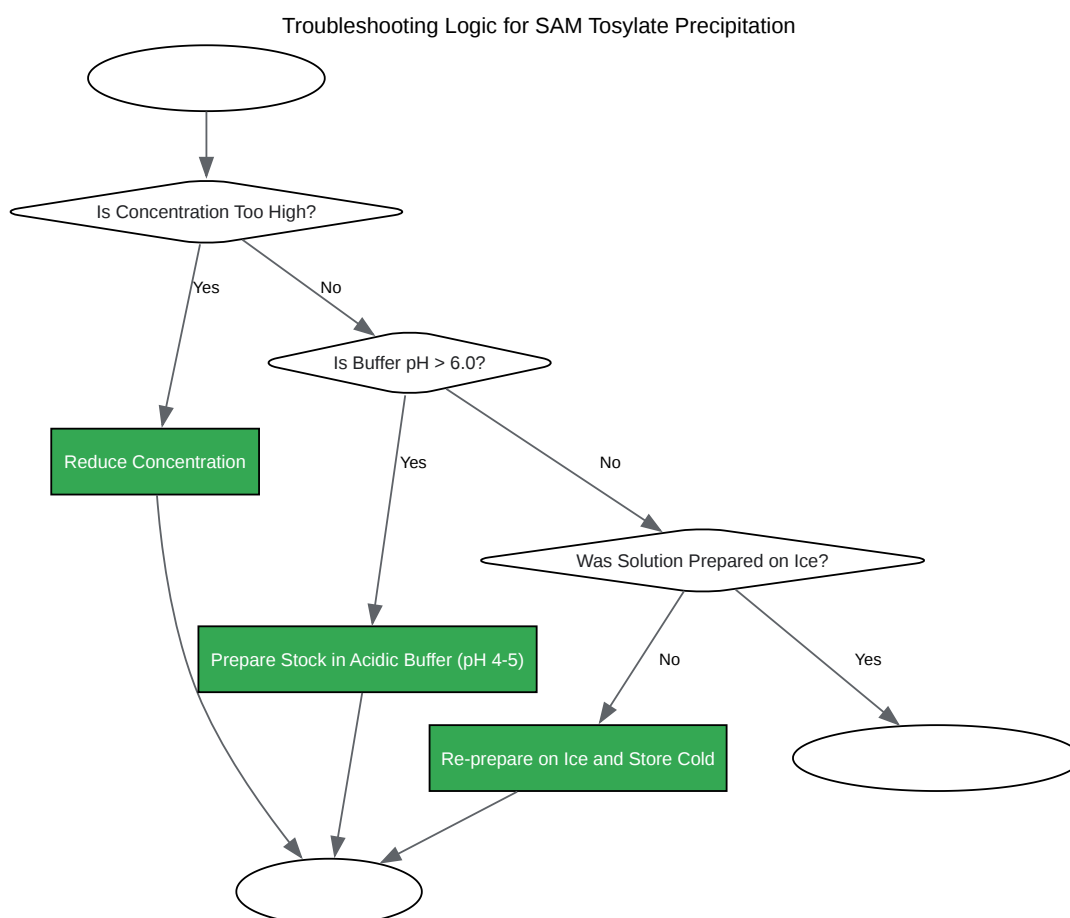 Troubleshooting Logic for SAM Tosylate Precipitation
Is Concentration Too High?
Yes
No
Is Buffer pH > 6.0?
Reduce Concentration
Yes
No
Was Solution Prepared on Ice?
Prepare Stock in Acidic Buffer (pH 4-5)
No
Yes
Re-prepare on Ice and Store Cold